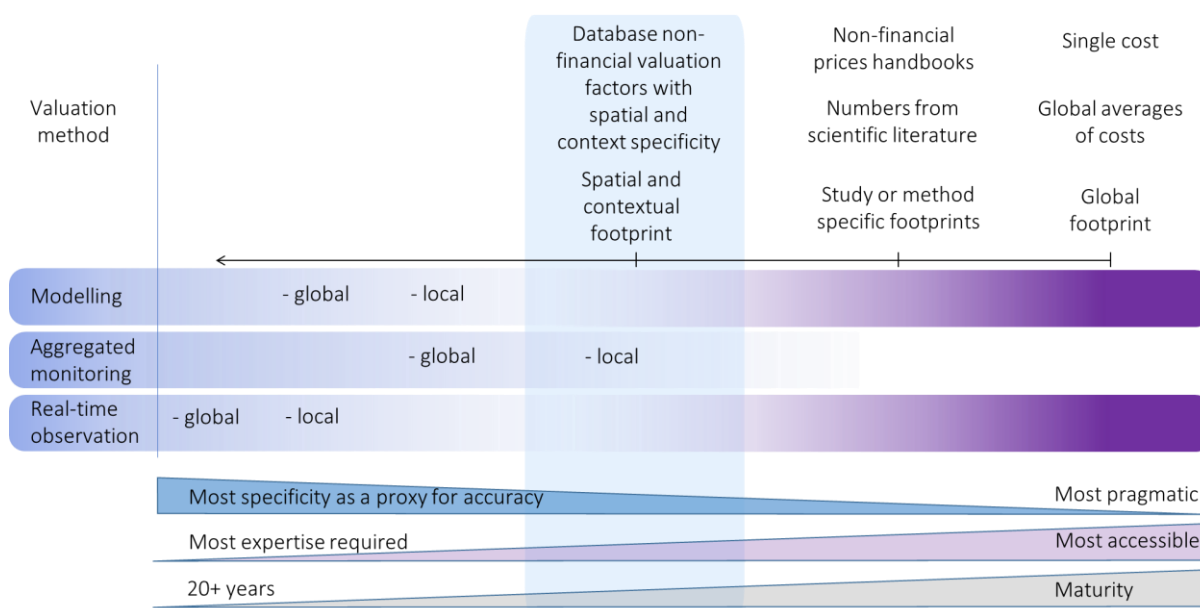 Valuation
method
Database non-
financial valuation
factors with
spatial and
context specificity
Spatial and
contextual
footprint
Non-financial
prices handbooks
Numbers from
scientific literature
Study or method
specific footprints
Single cost
Global averages
of costs
Global
footprint
Modelling
- global
- local
Aggregated
monitoring
- global
- local
Real-time
observation
- global
- local
Most specificity as a proxy for accuracy
Most pragmatic
Most expertise required
Most accessible
20+ years
Maturity